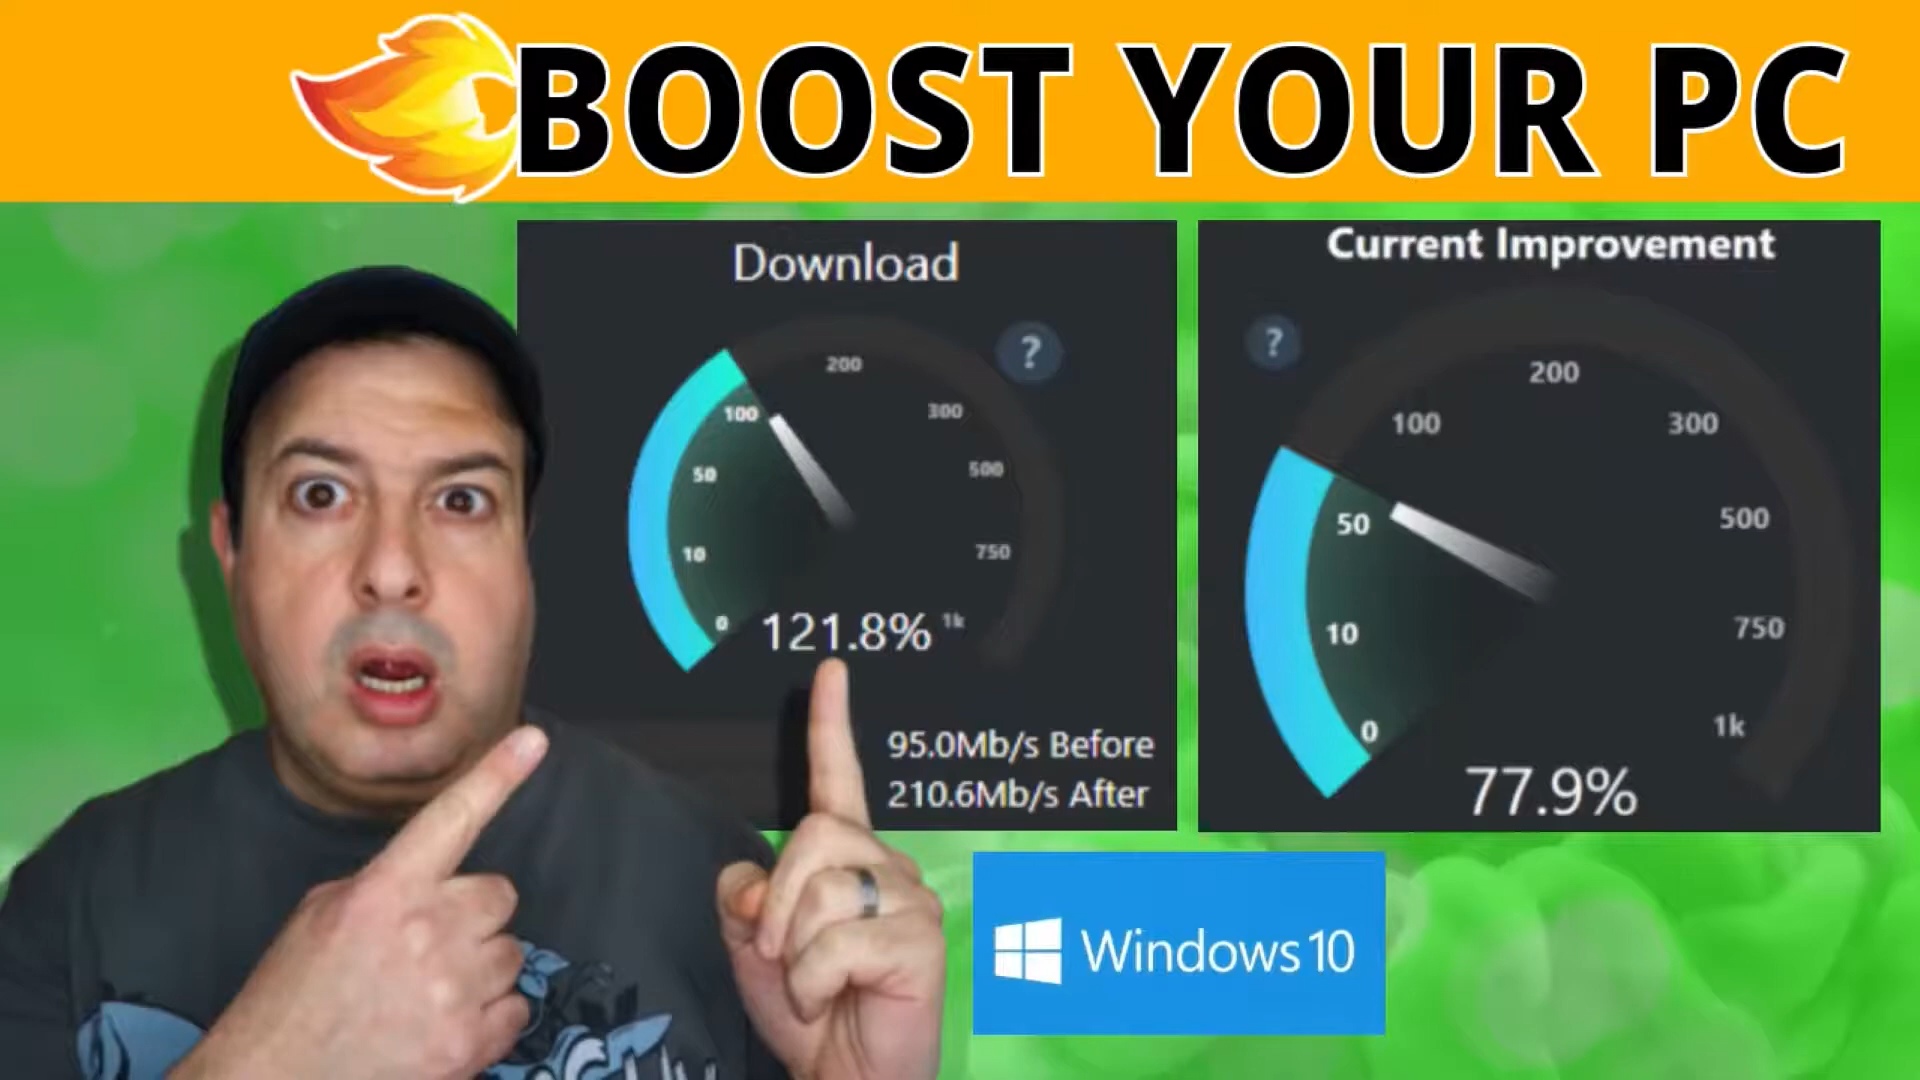 BOOST YOUR PC
Download
?
0
10
50
100
200
300
500
750
1k
121.8%
95.0Mb/s Before
210.6Mb/s After
Current Improvement
?
0
10
50
100
200
300
500
750
1k
77.9%
Windows 10